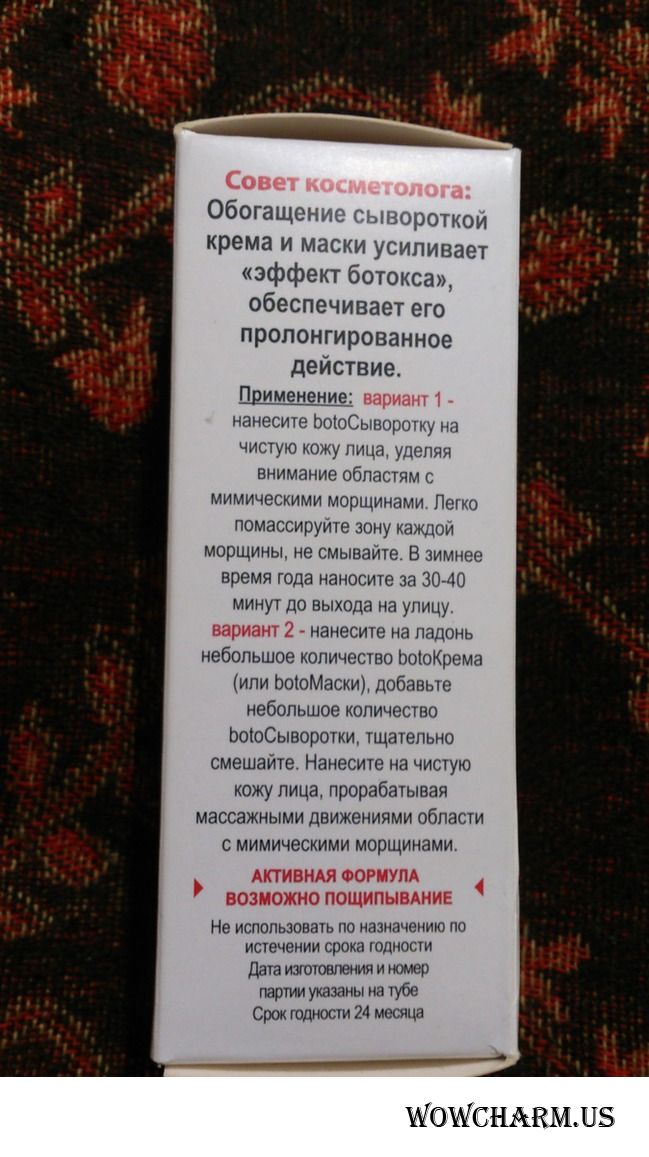 Совет косметолога:
Обогащение сывороткой
крема и маски усиливает
«эффект ботокса»,
обеспечивает его
пролонгированное
действие.
Применение: вариант 1 -
нанесите botoСыворотку на
чистую кожу лица, уделяя
внимание областям с
мимическими морщинами. Легко
помассируйте зону каждой
морщины, не смывайте. В зимнее
время года наносите за 30-40
минут до выхода на улицу.
вариант 2 - нанесите на ладонь
небольшое количество botoКрема
(или botoМаски), добавьте
небольшое количество
botoСыворотки, тщательно
смешайте. Нанесите на чистую
кожу лица, прорабатывая
массажными движениями области
с мимическими морщинами.
АКТИВНАЯ ФОРМУЛА
ВОЗМОЖНО ПОЩИПЫВАНИЕ
Не использовать по назначению по
истечении срока годности
Дата изготовления и номер
партии указаны на тубе
Срок годности 24 месяца
WOWCHARM.US